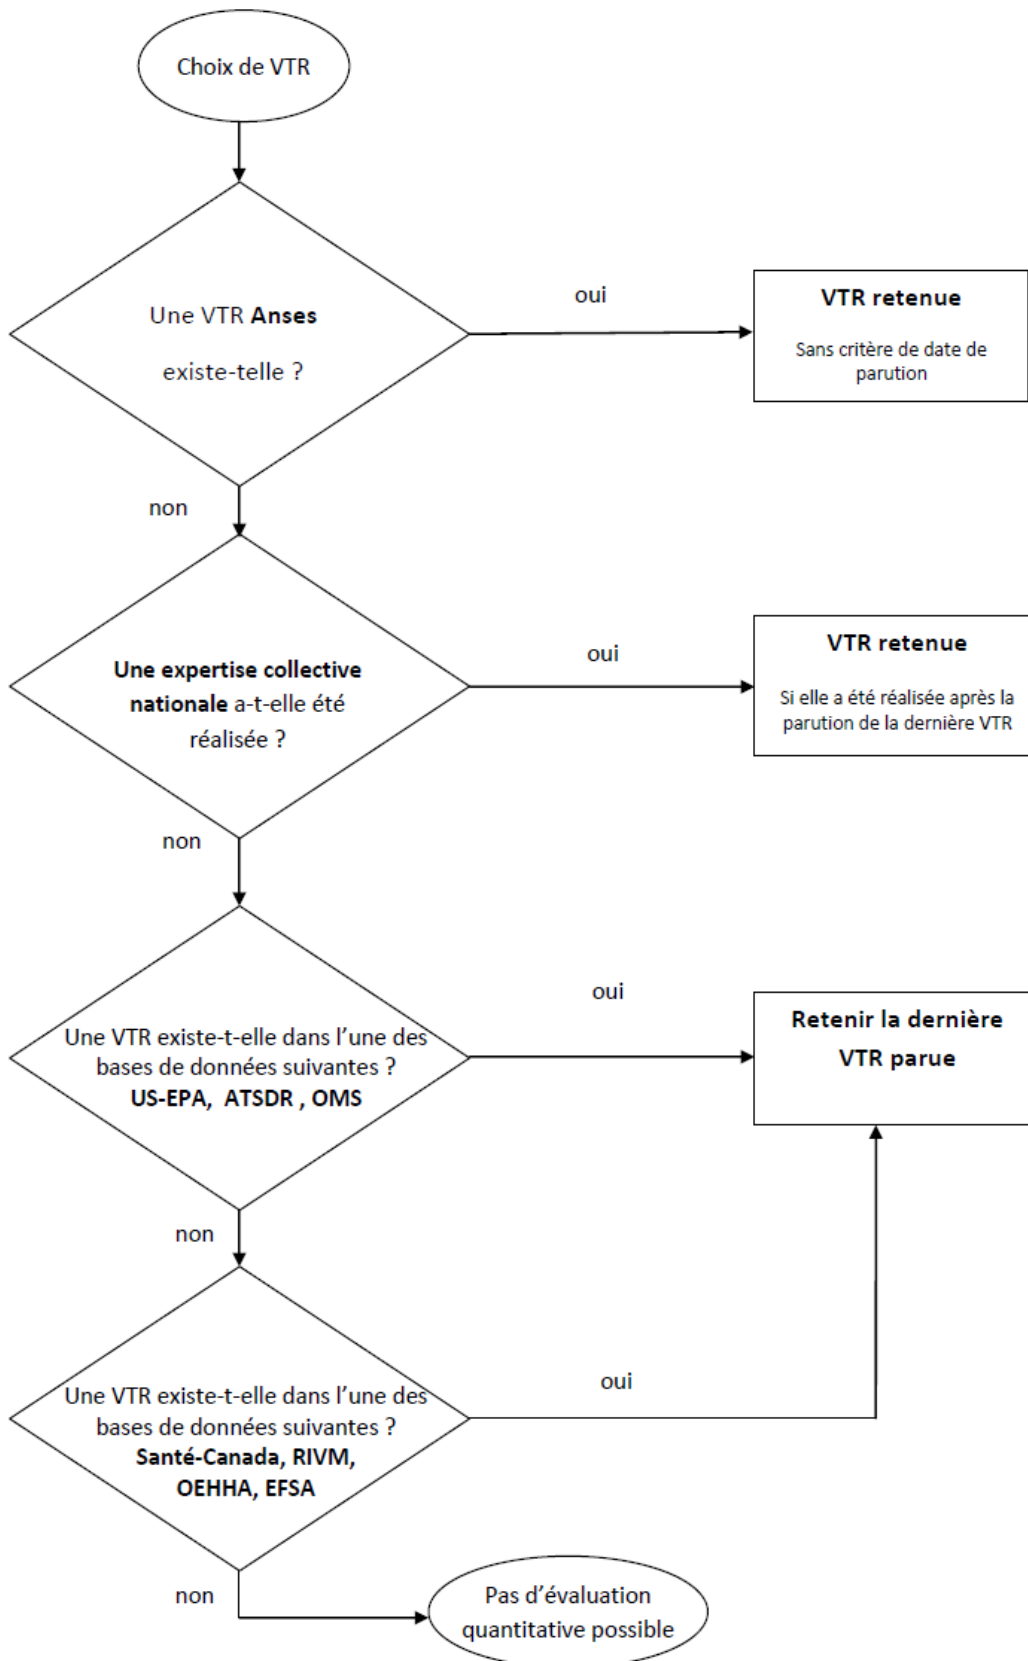 Choix de VTR
Une VTR Anses
existe-telle ?
oui
VTR retenue
Sans critère de date de
parution
non
Une expertise collective
nationale a-t-elle été
réalisée ?
oui
VTR retenue
Si elle a été réalisée après la
parution de la dernière VTR
non
Une VTR existe-t-elle dans l'une des
bases de données suivantes ?
US-EPA, ATSDR , OMS
oui
Retenir la dernière
VTR parue
non
Une VTR existe-t-elle dans l'une des
bases de données suivantes ?
Santé-Canada, RIVM,
OEHHA, EFSA
oui
non
Pas d'évaluation
quantitative possible